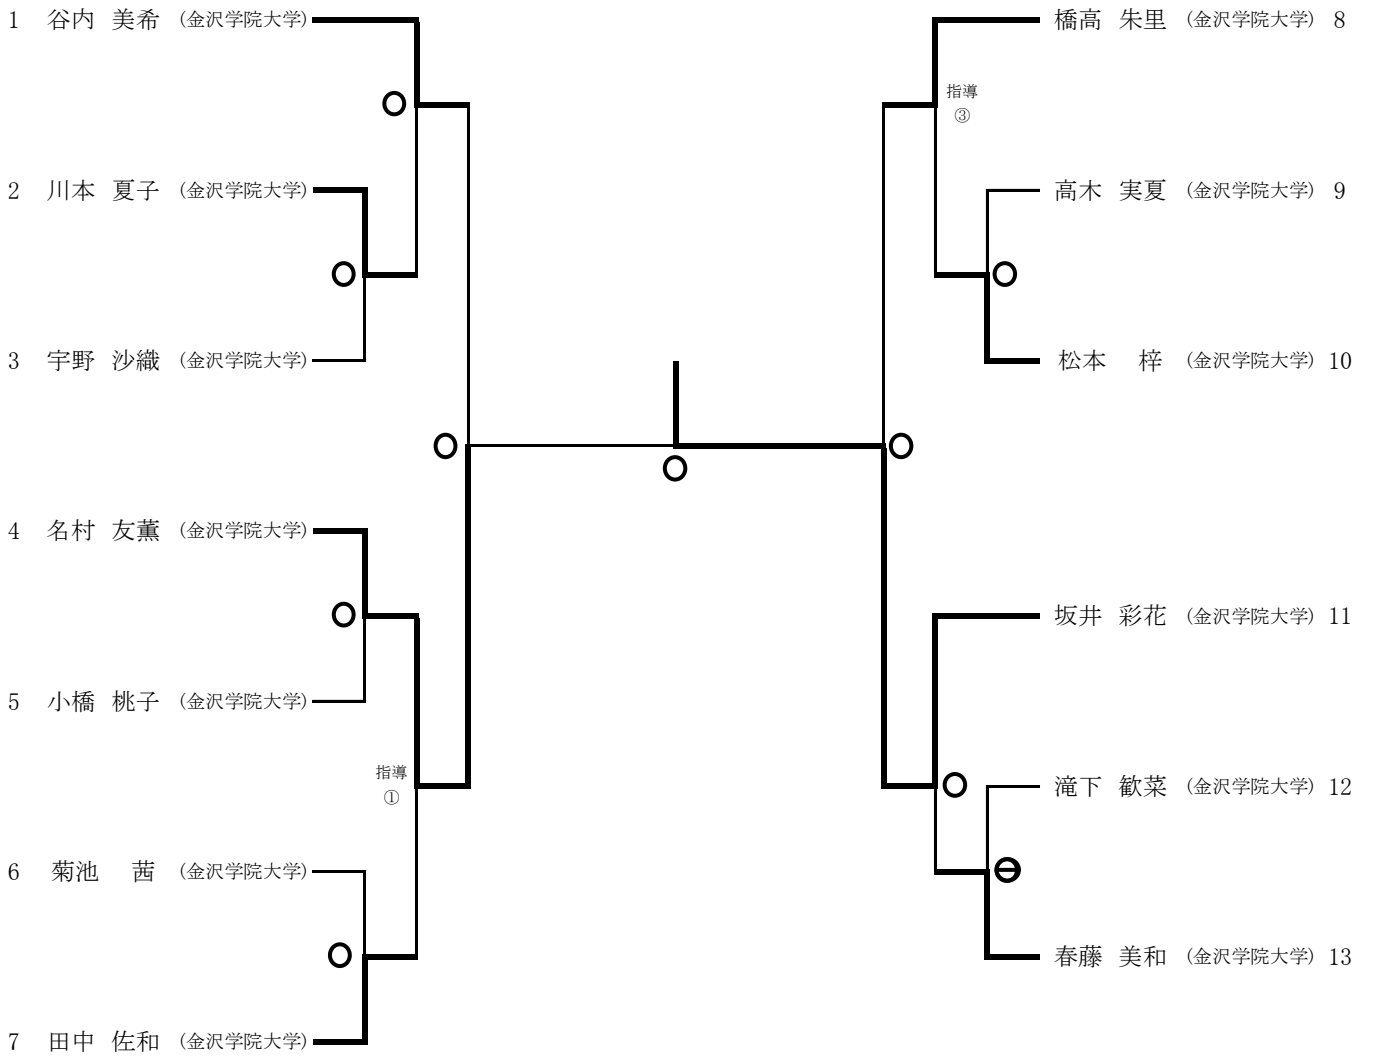 1 谷内 美希 (金沢学院大学)
2 川本 夏子 (金沢学院大学)
3 宇野 沙織 (金沢学院大学)
4 名村 友薫 (金沢学院大学)
5 小橋 桃子 (金沢学院大学)
指導
①
6 菊池 茜 (金沢学院大学)
7 田中 佐和 (金沢学院大学)
橋高 朱里 (金沢学院大学) 8
指導
③
高木 実夏 (金沢学院大学) 9
松本 梓 (金沢学院大学) 10
坂井 彩花 (金沢学院大学) 11
滝下 歓菜 (金沢学院大学) 12
春藤 美和 (金沢学院大学) 13